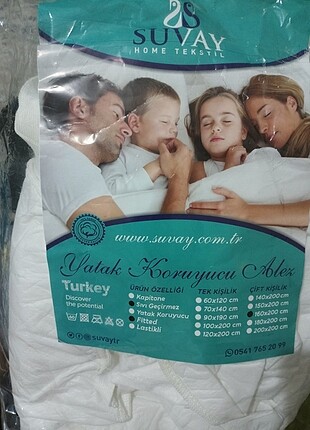 SUVAY
HOME TEKSTİL
www.suvay.com.tr
Yatak Koruyucu Alez
Turkey
Discover
the potential
suvaytr
ÜRÜN ÖZELLİĞİ
Kapitone
Sıvı Geçirmez
Yatak Koruyucu
Fitted
Lastikli
TEK KİŞİLİK
60x120 cm
70x140 cm
90x190 cm
100x200 cm
120x200 cm
ÇİFT KİŞİLİK
140x200 cm
150x200 cm
160x200 cm
180x200 cm
200x200 cm
0541 765 20 99